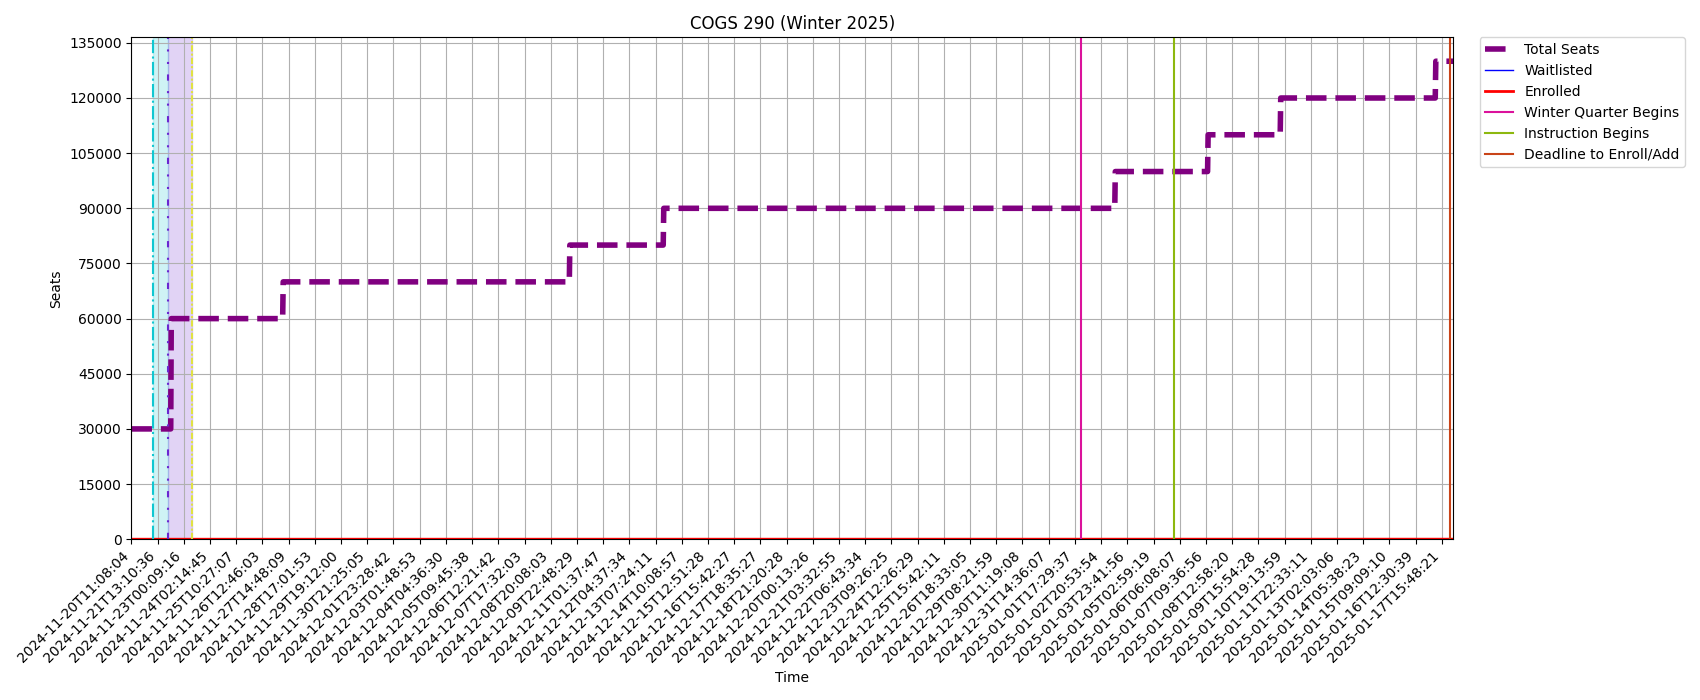 COGS 290 (Winter 2025)
Seats
135000
120000
105000
90000
75000
60000
45000
30000
15000
0
2024-11-20T11:08:04
2024-11-21T13:10:36
2024-11-23T00:09:16
2024-11-24T02:14:45
2024-11-25T10:27:07
2024-11-26T12:46:03
2024-11-27T14:48:09
2024-11-28T17:01:53
2024-11-29T19:12:00
2024-11-30T21:25:05
2024-12-01T23:28:42
2024-12-03T01:48:53
2024-12-04T04:36:30
2024-12-05T09:45:38
2024-12-06T12:21:42
2024-12-07T17:32:03
2024-12-08T20:08:03
2024-12-09T22:48:29
2024-12-11T01:37:47
2024-12-12T04:37:34
2024-12-13T07:24:11
2024-12-14T10:08:57
2024-12-15T12:51:28
2024-12-16T15:42:27
2024-12-17T18:35:27
2024-12-18T21:20:28
2024-12-20T00:13:26
2024-12-21T03:32:55
2024-12-22T06:43:34
2024-12-23T09:26:25
2024-12-24T12:26:29
2024-12-25T15:42:11
2024-12-26T18:33:05
2024-12-29T08:21:59
2024-12-30T11:19:08
2024-12-31T14:36:07
2025-01-01T17:29:37
2025-01-02T20:53:54
2025-01-03T23:41:56
2025-01-05T02:59:19
2025-01-06T06:08:07
2025-01-07T09:36:56
2025-01-08T12:58:20
2025-01-09T15:54:28
2025-01-10T19:13:59
2025-01-11T22:33:11
2025-01-13T02:03:06
2025-01-14T05:38:23
2025-01-15T09:09:10
2025-01-16T12:30:39
2025-01-17T15:48:21
Time
Total Seats
Waitlisted
Enrolled
Winter Quarter Begins
Instruction Begins
Deadline to Enroll/Add